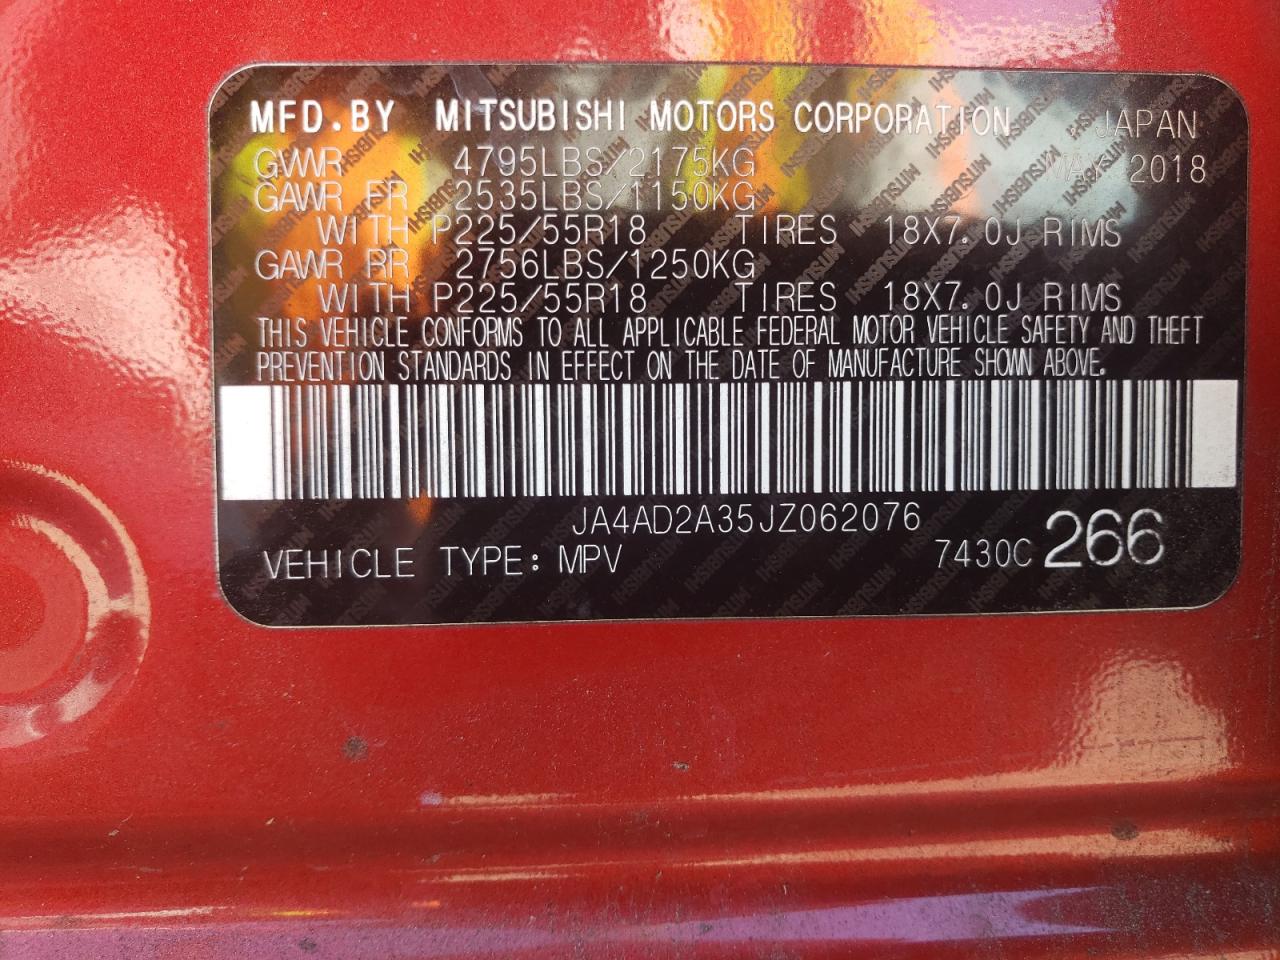 MFD.BY MITSUBISHI MOTORS CORPORATION JAPAN
GVWR 4795LBS/2175KG MAY 2018
GAWR FR 2535LBS/1150KG
WITH P225/55R18 TIRES 18X7.0J RIMS
GAWR RR 2756LBS/1250KG
WITH P225/55R18 TIRES 18X7.0J RIMS
THIS VEHICLE CONFORMS TO ALL APPLICABLE FEDERAL MOTOR VEHICLE SAFETY AND THEFT
PREVENTION STANDARDS IN EFFECT ON THE DATE OF MANUFACTURE SHOWN ABOVE.
JA4AD2A35JZ062076
VEHICLE TYPE: MPV 7430C 266